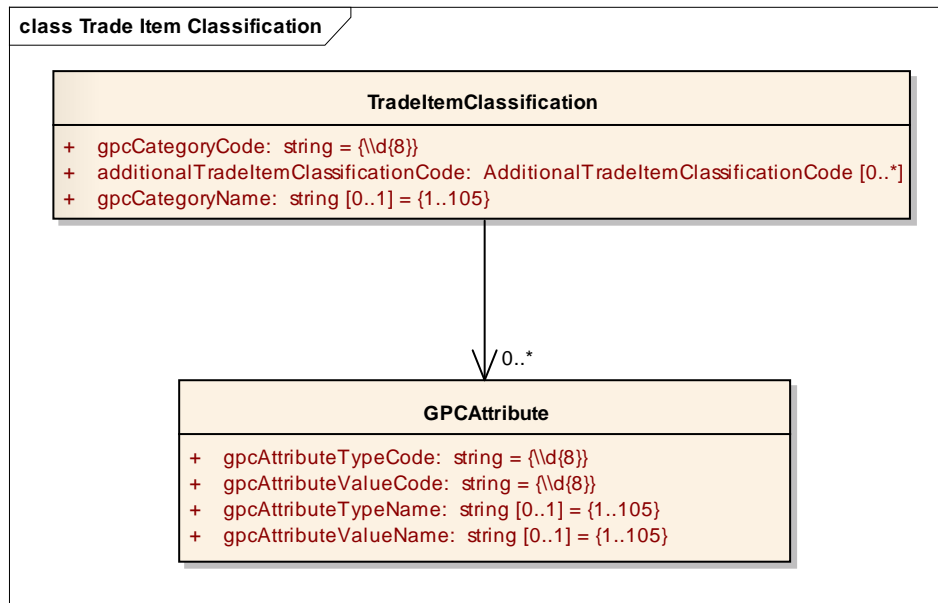 class Trade Item Classification
TradeItemClassification
+ gpcCategoryCode: string = {\\d{8}}
+ additionalTradeItemClassificationCode: AdditionalTradeItemClassificationCode [0..*]
+ gpcCategoryName: string [0..1] = {1..105}
0..*
GPCAttribute
+ gpcAttributeTypeCode: string = {\\d{8}}
+ gpcAttributeValueCode: string = {\\d{8}}
+ gpcAttributeTypeName: string [0..1] = {1..105}
+ gpcAttributeValueName: string [0..1] = {1..105}